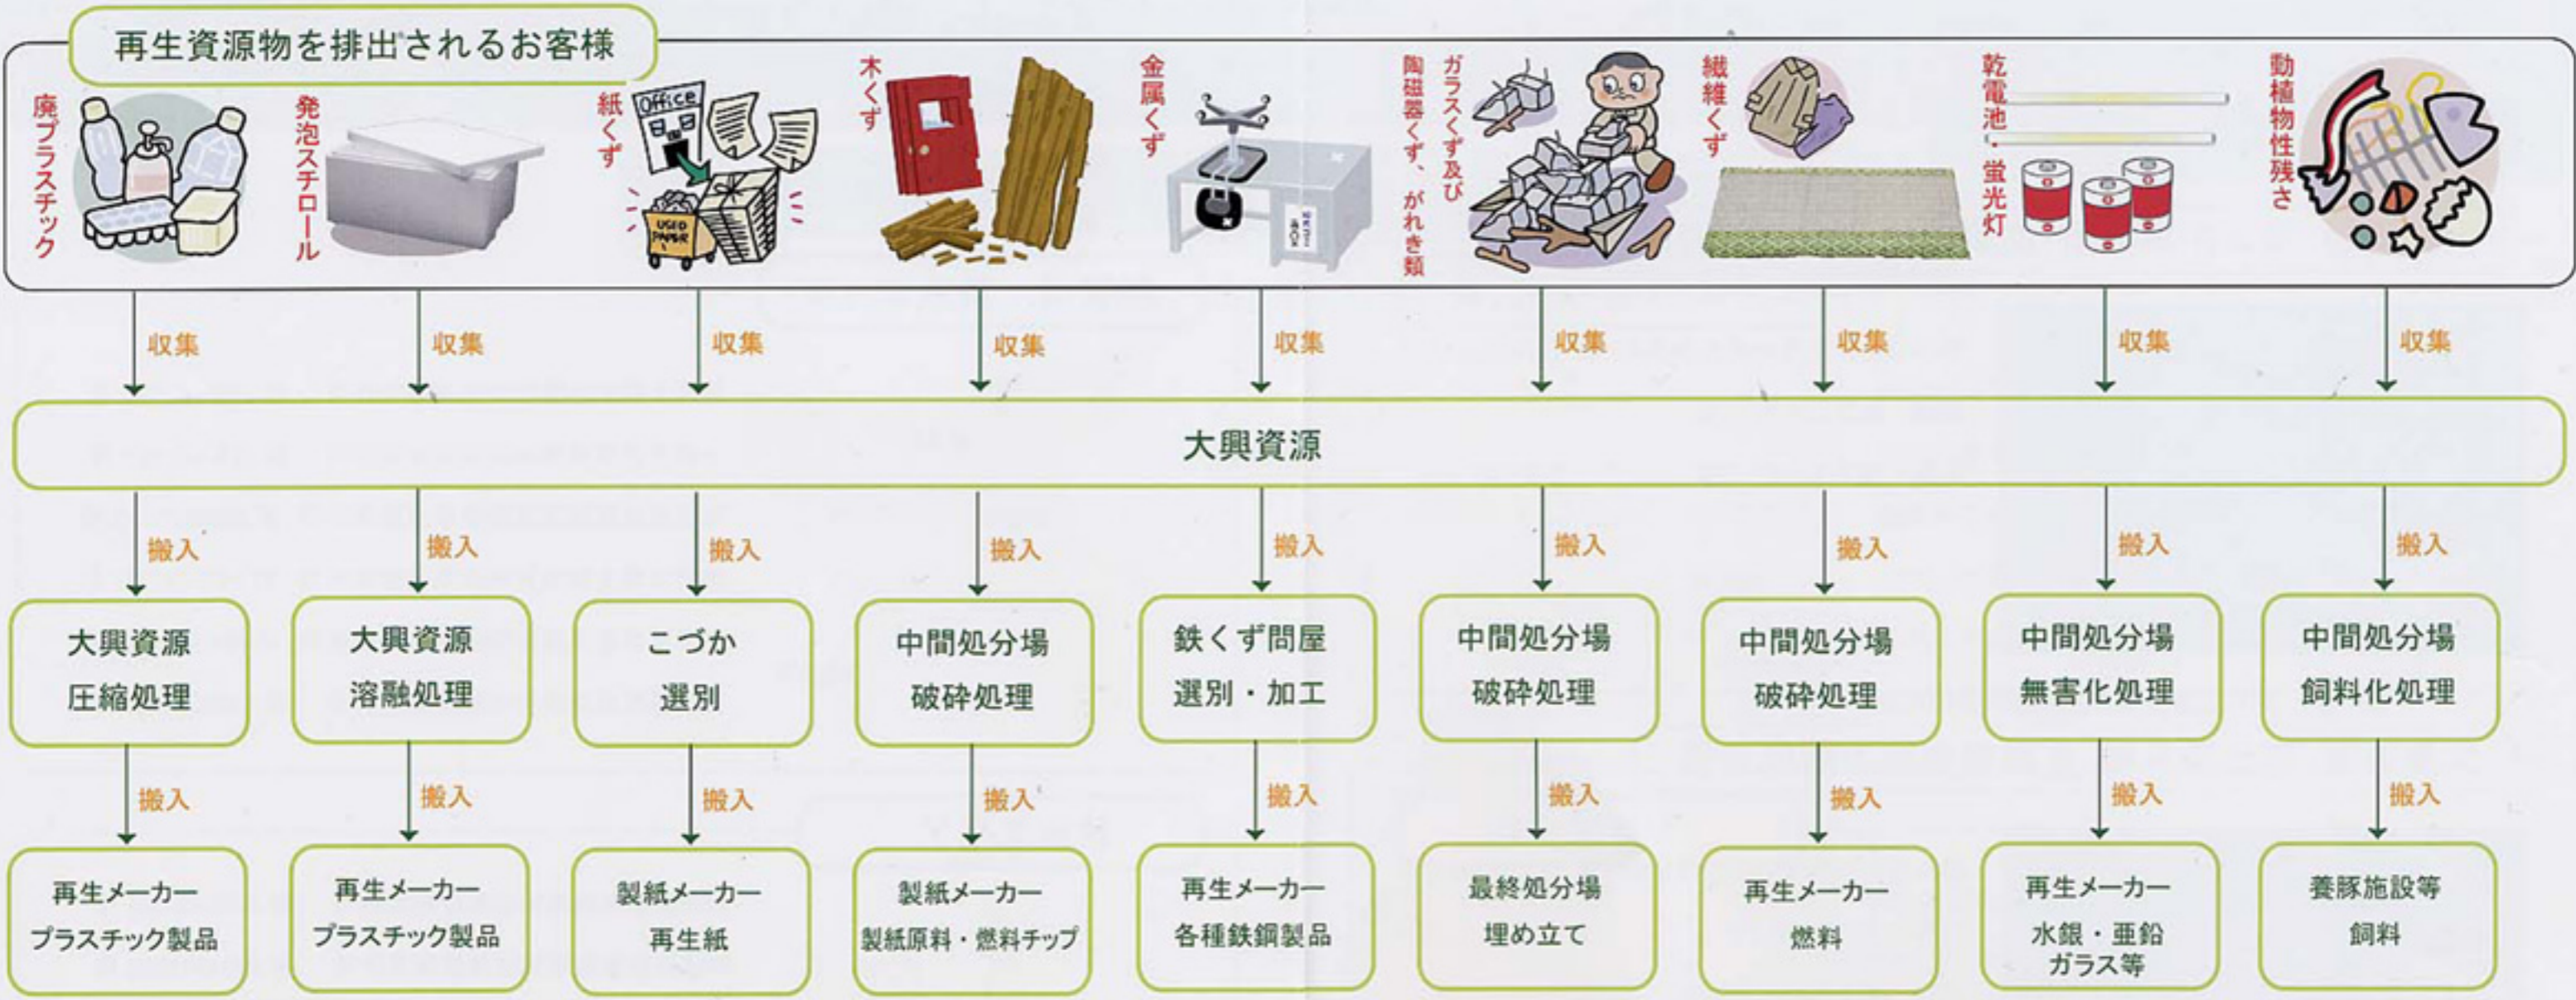 再生資源物を排出されるお客様
廃プラスチック
発泡スチロール
紙くず
Office
USED
PAPER
木くず
金属くず
ガラスくず及び
陶磁器くず、がれき類
繊維くず
乾電池・蛍光灯
動植物性残さ
収集
収集
収集
収集
収集
収集
収集
収集
収集
大興資源
搬入
搬入
搬入
搬入
搬入
搬入
搬入
搬入
搬入
大興資源
圧縮処理
大興資源
溶融処理
こづか
選別
中間処分場
破砕処理
鉄くず問屋
選別・加工
中間処分場
破砕処理
中間処分場
破砕処理
中間処分場
無害化処理
中間処分場
飼料化処理
搬入
搬入
搬入
搬入
搬入
搬入
搬入
搬入
搬入
再生メーカー
プラスチック製品
再生メーカー
プラスチック製品
製紙メーカー
再生紙
製紙メーカー
製紙原料・燃料チップ
再生メーカー
各種鉄鋼製品
最終処分場
埋め立て
再生メーカー
燃料
再生メーカー
水銀・亜鉛
ガラス等
養豚施設等
飼料